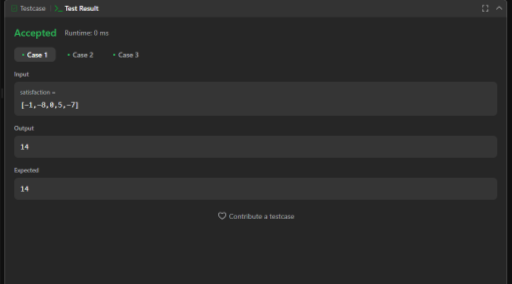 Testcase >_ Test Result
Accepted Runtime: 0 ms
• Case 1 • Case 2 • Case 3
Input
satisfaction =
[-1,-8,0,5,-7]
Output
14
Expected
14
Contribute a testcase